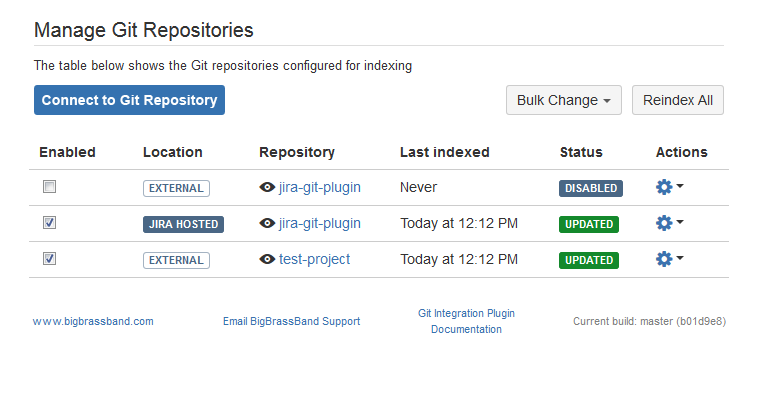 Manage Git Repositories
The table below shows the Git repositories configured for indexing
Connect to Git Repository Bulk Change Reindex All
Enabled Location Repository Last indexed Status Actions
EXTERNAL jira-git-plugin Never DISABLED
JIRA HOSTED jira-git-plugin Today at 12:12 PM UPDATED
EXTERNAL test-project Today at 12:12 PM UPDATED
www.bigbrassband.com Email BigBrassBand Support Git Integration Plugin Current build: master (b01d9e8)
Documentation